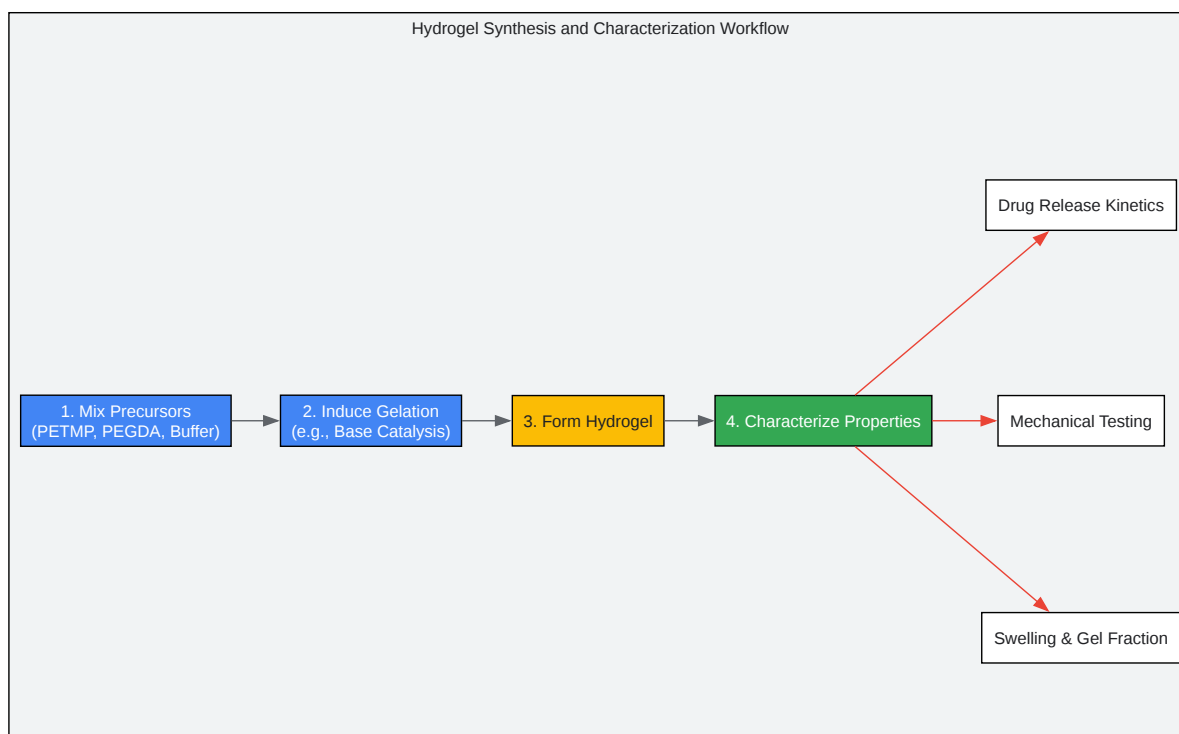 Hydrogel Synthesis and Characterization Workflow
Drug Release Kinetics
1. Mix Precursors
(PETMP, PEGDA, Buffer)
2. Induce Gelation
(e.g., Base Catalysis)
3. Form Hydrogel
4. Characterize Properties
Mechanical Testing
Swelling & Gel Fraction